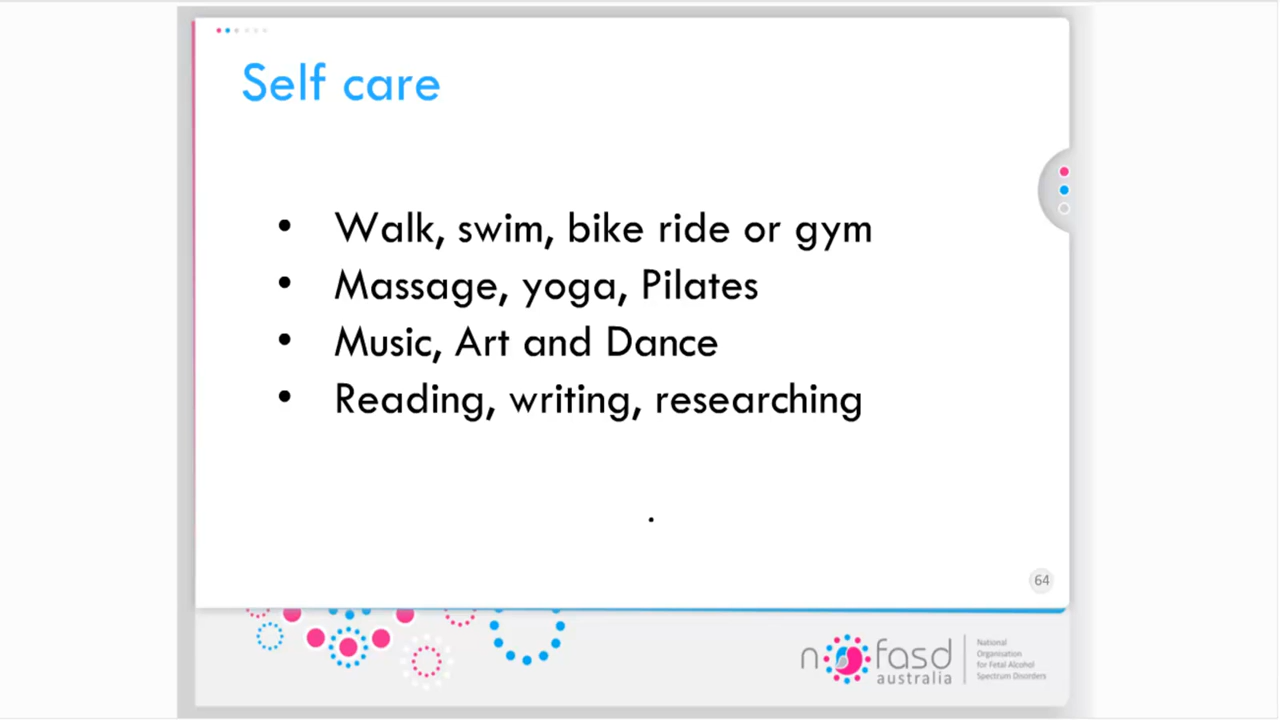 Self care
• Walk, swim, bike ride or gym
• Massage, yoga, Pilates
• Music, Art and Dance
• Reading, writing, researching
.
64
nofasd
australia
National
Organisation
for Fetal Alcohol
Spectrum Disorders